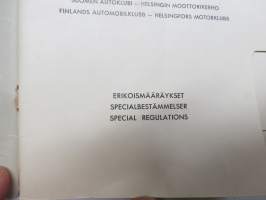 SUOMEN AUTOKLUBI — HELSINGIN MOOTTORIKERHO
FINLANDS AUTOMOBILKLUBB — HELSINGFORS MOTORKLUBB
ERIKOISMÄÄRÄYKSET
SPECIALBESTÄMMELSER
SPECIAL REGULATIONS